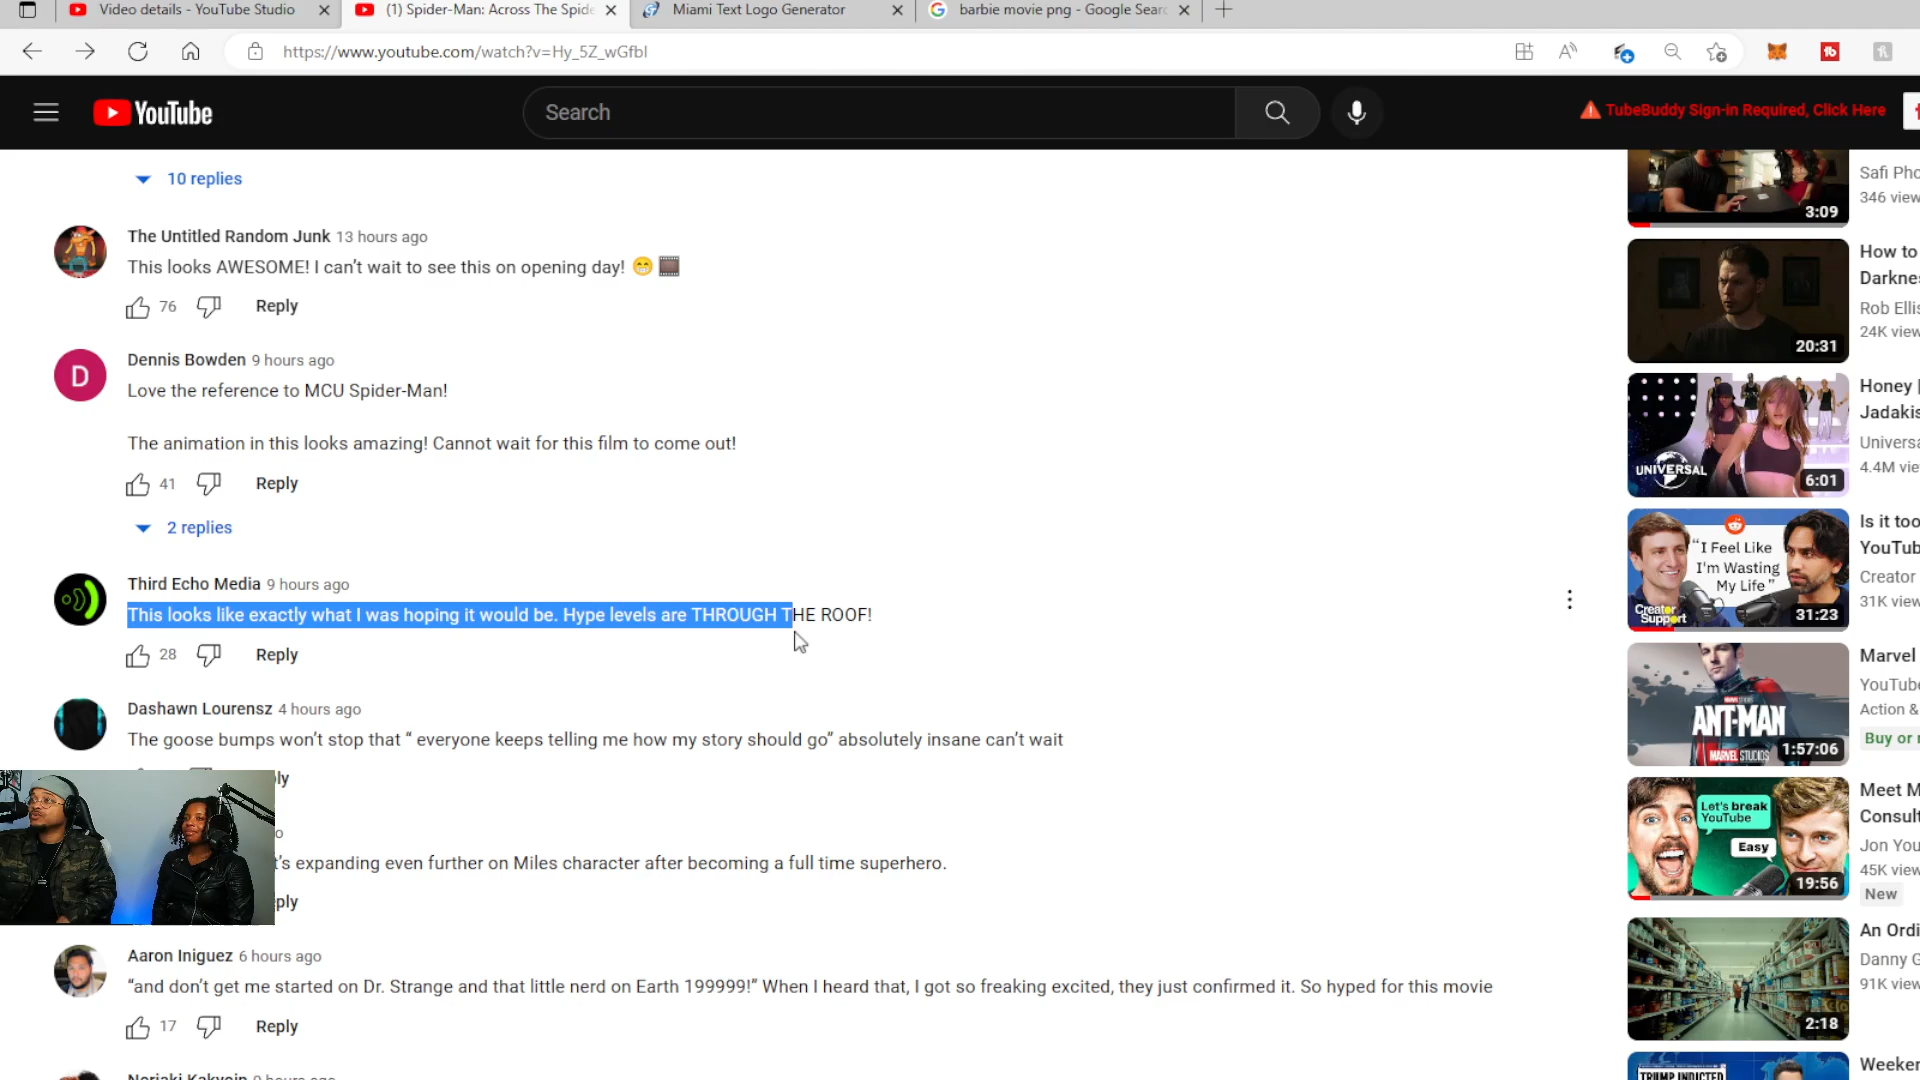 Video details - YouTube Studio
(1) Spider-Man: Across The Spide
Miami Text Logo Generator
barbie movie png - Google Searc
https://www.youtube.com/watch?v=Hy_5Z_wGfbI
YouTube
Search
TubeBuddy Sign-in Required, Click Here
10 replies
The Untitled Random Junk 13 hours ago
This looks AWESOME! I can't wait to see this on opening day! 😁🎞️
76 Reply
Dennis Bowden 9 hours ago
Love the reference to MCU Spider-Man!
The animation in this looks amazing! Cannot wait for this film to come out!
41 Reply
2 replies
Third Echo Media 9 hours ago
This looks like exactly what I was hoping it would be. Hype levels are THROUGH THE ROOF!
28 Reply
Dashawn Lourensz 4 hours ago
The goose bumps won't stop that “ everyone keeps telling me how my story should go” absolutely insane can't wait
ly
o
t's expanding even further on Miles character after becoming a full time superhero.
ply
Aaron Iniguez 6 hours ago
“and don't get me started on Dr. Strange and that little nerd on Earth 199999!” When I heard that, I got so freaking excited, they just confirmed it. So hyped for this movie
17 Reply
Safi Pho
346 view
3:09
How to
Darknes
Rob Ellis
24K view
20:31
Honey |
Jadakis
Universa
4.4M vie
UNIVERSAL
6:01
Is it too
YouTub
Creator
31K view
“I Feel Like
I'm Wasting
My Life”
Creator
Support
31:23
Marvel
YouTube
Action &
Buy or r
ANT-MAN
MARVEL STUDIOS
1:57:06
Meet M
Consult
Jon You
45K view
New
Let's break
YouTube
Easy
19:56
An Ordi
Danny G
91K view
2:18
Weeken
TRUMP INDICTED